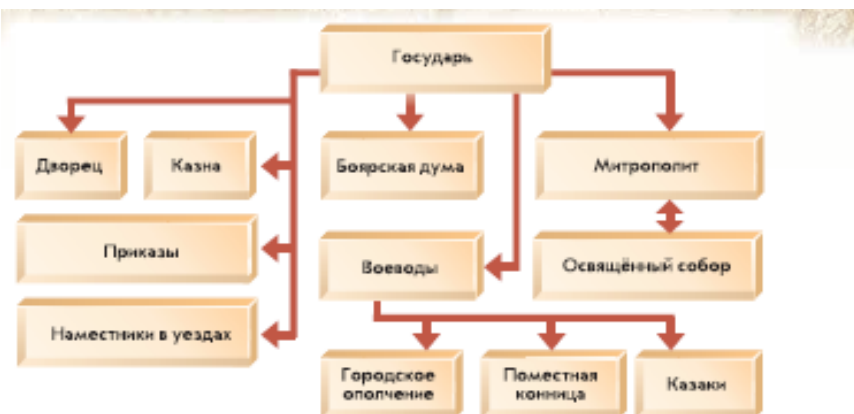 Государь
Дворец
Казна
Боярская дума
Митрополит
Приказы
Воеводы
Освящённый собор
Наместники в уездах
Городское
ополчение
Поместная
конница
Казаки